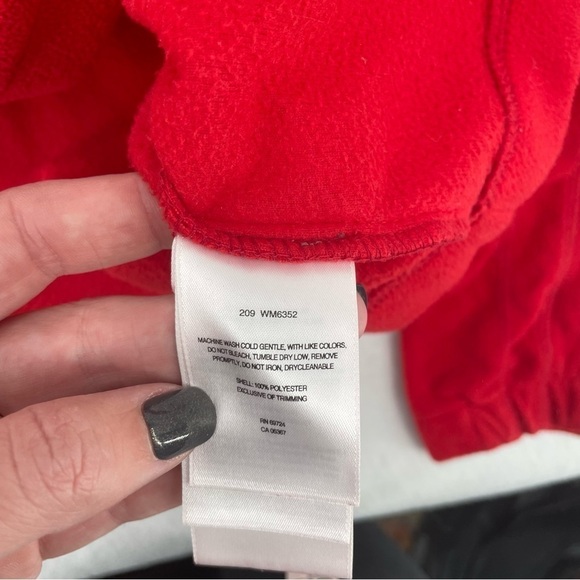 209 WM6352
MACHINE WASH COLD GENTLE, WITH LIKE COLORS,
DO NOT BLEACH, TUMBLE DRY LOW, REMOVE
PROMPTLY, DO NOT IRON, DRYCLEANABLE
SHELL: 100% POLYESTER
EXCLUSIVE OF TRIMMING
RN 69724
CA 05367